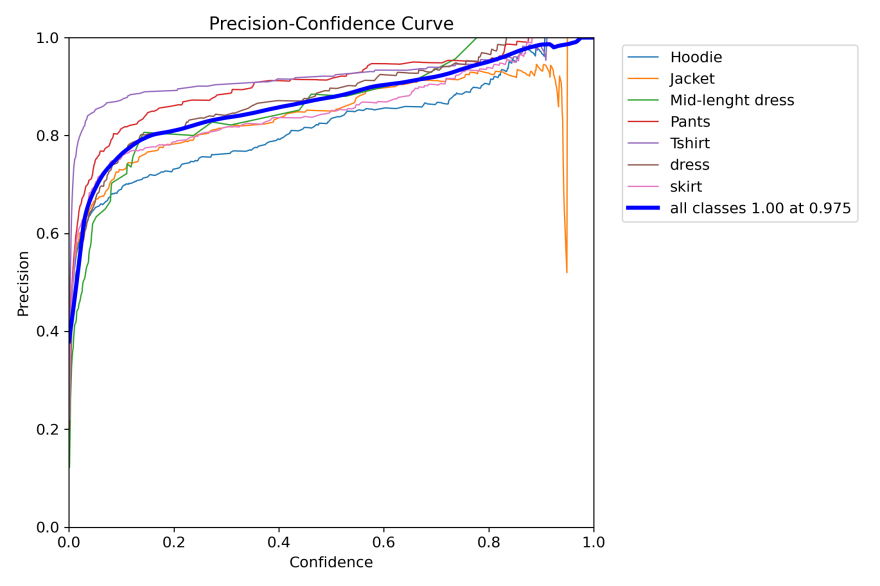 Precision-Confidence Curve
1.0
0.8
0.6
0.4
0.2
0.0
Precision
0.0 0.2 0.4 0.6 0.8 1.0
Confidence
Hoodie
Jacket
Mid-lenght dress
Pants
Tshirt
dress
skirt
all classes 1.00 at 0.975